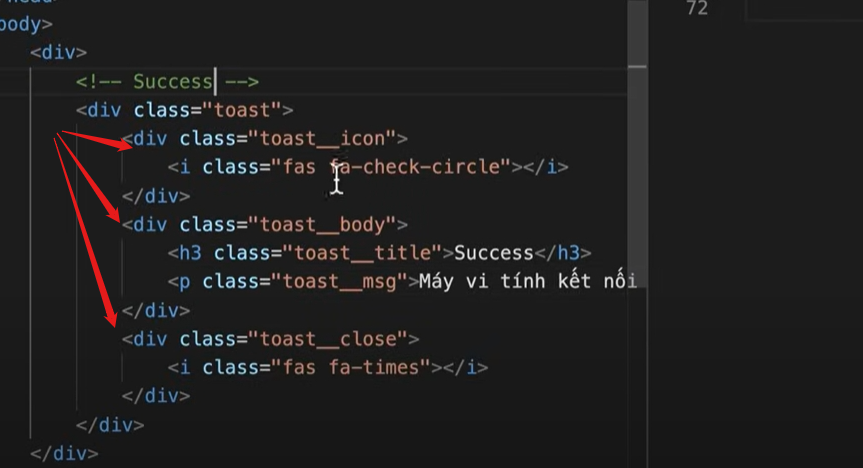 body>
<div>
<!-- Success -->
<div class="toast">
<div class="toast__icon">
<i class="fas fa-check-circle"></i>
</div>
<div class="toast__body">
<h3 class="toast__title">Success</h3>
<p class="toast__msg">Máy vi tính kết nối
</div>
<div class="toast__close">
<i class="fas fa-times"></i>
</div>
</div>
</div>
72